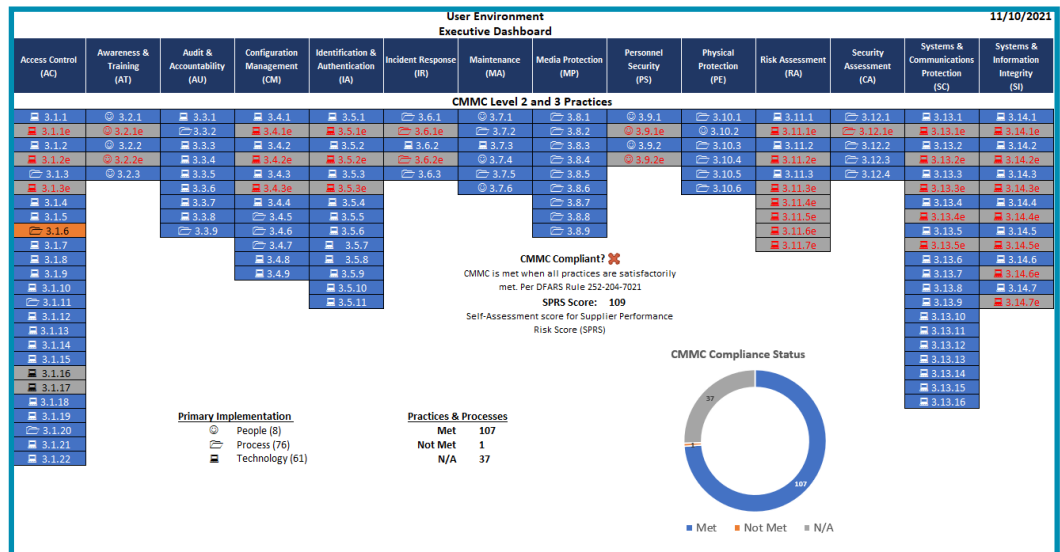 User Environment 11/10/2021
Executive Dashboard
Access Control (AC)
Awareness & Training (AT)
Audit & Accountability (AU)
Configuration Management (CM)
Identification & Authentication (IA)
Incident Response (IR)
Maintenance (MA)
Media Protection (MP)
Personnel Security (PS)
Physical Protection (PE)
Risk Assessment (RA)
Security Assessment (CA)
Systems & Communications Protection (SC)
Systems & Information Integrity (SI)
CMMC Level 2 and 3 Practices
3.1.1 3.2.1 3.3.1 3.4.1 3.5.1 3.6.1 3.7.1 3.8.1 3.9.1 3.10.1 3.11.1 3.12.1 3.13.1 3.14.1
3.1.1e 3.2.1e 3.3.2 3.4.1e 3.5.1e 3.6.1e 3.7.2 3.8.2 3.9.1e 3.10.2 3.11.1e 3.12.1e 3.13.1e 3.14.1e
3.1.2 3.2.2 3.3.3 3.4.2 3.5.2 3.6.2 3.7.3 3.8.3 3.9.2 3.10.3 3.11.2 3.12.2 3.13.2 3.14.2
3.1.2e 3.2.2e 3.3.4 3.4.2e 3.5.2e 3.6.2e 3.7.4 3.8.4 3.9.2e 3.10.4 3.11.2e 3.12.3 3.13.2e 3.14.2e
3.1.3 3.2.3 3.3.5 3.4.3 3.5.3 3.6.3 3.7.5 3.8.5 3.10.5 3.11.3 3.12.4 3.13.3 3.14.3
3.1.3e 3.3.6 3.4.3e 3.5.3e 3.7.6 3.8.6 3.10.6 3.11.3e 3.13.3e 3.14.3e
3.1.4 3.3.7 3.4.4 3.5.4 3.8.7 3.11.4e 3.13.4 3.14.4
3.1.5 3.3.8 3.4.5 3.5.5 3.8.8 3.11.5e 3.13.4e 3.14.4e
3.1.6 3.3.9 3.4.6 3.5.6 3.8.9 3.11.6e 3.13.5 3.14.5
3.1.7 3.4.7 3.5.7 3.11.7e 3.13.5e 3.14.5e
3.1.8 3.4.8 3.5.8 CMMC Compliant? 3.13.6 3.14.6
3.1.9 3.4.9 3.5.9 CMMC is met when all practices are satisfactorily 3.13.7 3.14.6e
3.1.10 3.5.10 met. Per DFARS Rule 252-204-7021 3.13.8 3.14.7
3.1.11 3.5.11 SPRS Score: 109 3.13.9 3.14.7e
3.1.12 Self-Assessment score for Supplier Performance 3.13.10
3.1.13 Risk Score (SPRS) 3.13.11
3.1.14 3.13.12
3.1.15 CMMC Compliance Status 3.13.13
3.1.16 3.13.14
3.1.17 3.13.15
3.1.18 37 3.13.16
3.1.19 Primary Implementation Practices & Processes
3.1.20 People (8) Met 107
3.1.21 Process (76) Not Met 1 1
3.1.22 Technology (61) N/A 37
107
Met Not Met N/A